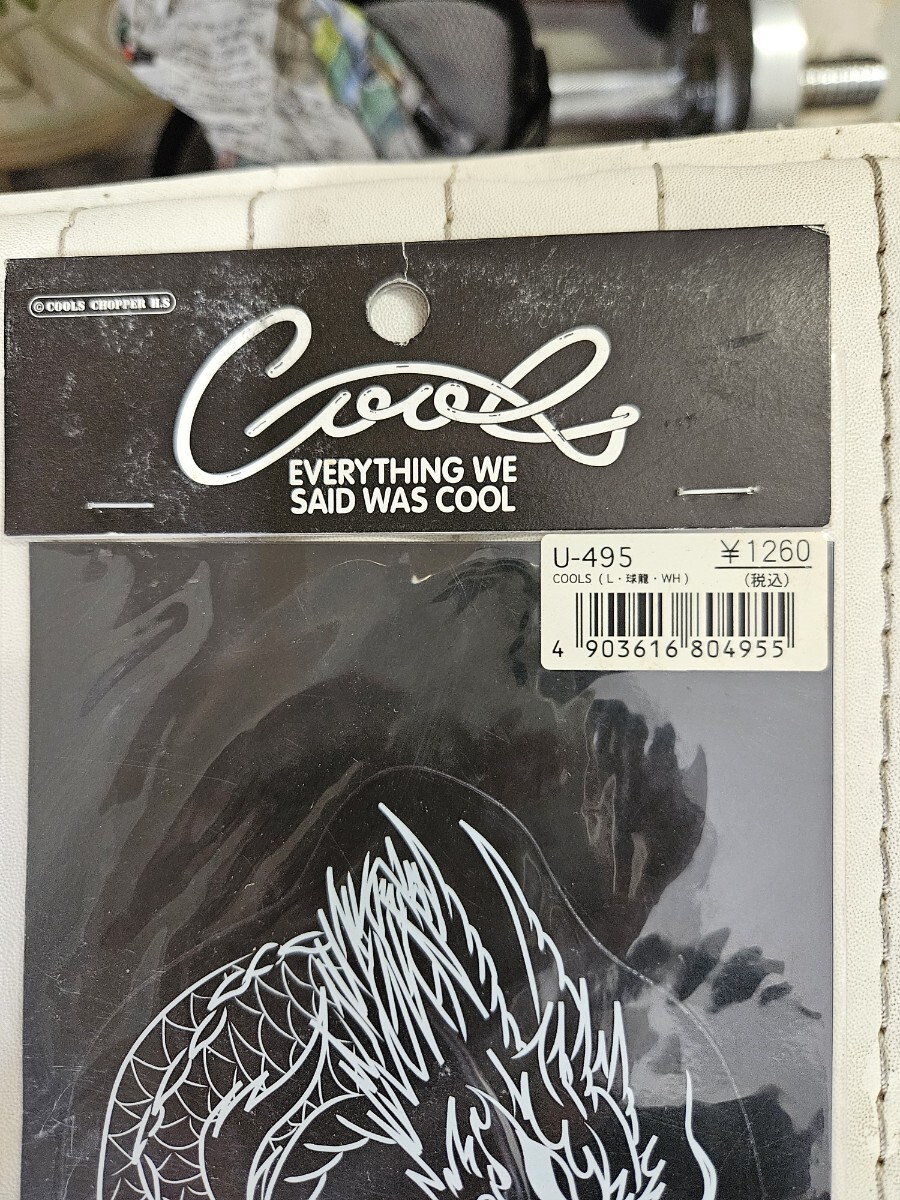 © COOLS CHOPPER H.S
Cools
EVERYTHING WE
SAID WAS COOL
U-495
¥1260
COOLS (L・球龍・WH)
(税込)
4 903616 804955